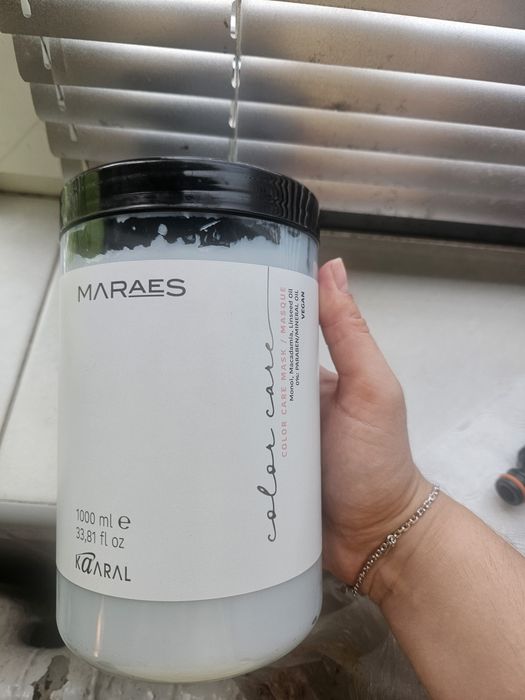 MARAES
color care
COLOR CARE MASK / MASQUE
Monoi, Macadamia, Linseed Oil
0%: PARABEN/MINERAL OIL
VEGAN
1000 ml e
33,81 fl oz
KAARAL